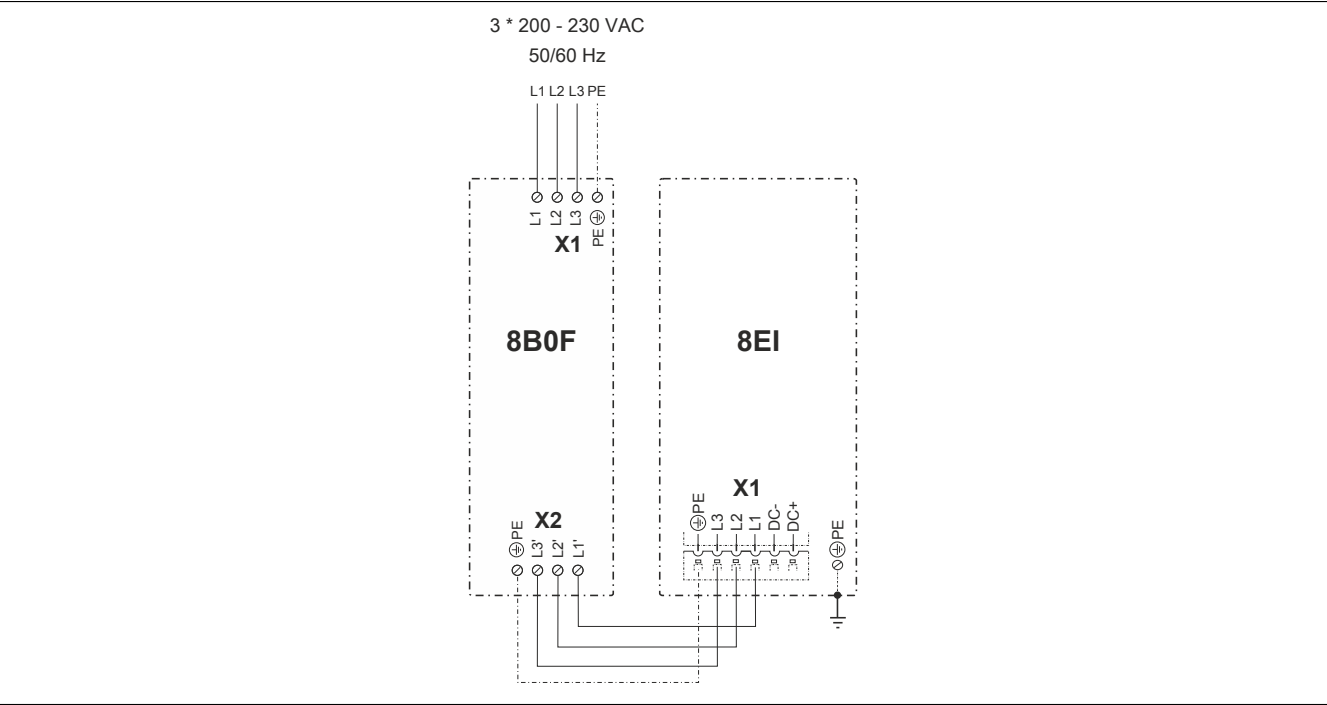 3 * 200 - 230 VAC
50/60 Hz
L1 L2 L3 PE
L1 L2 L3 PE
X1
8B0F
8EI
X2
PE L3' L2' L1'
X1
PE L3 L2 L1 DC- DC+
PE